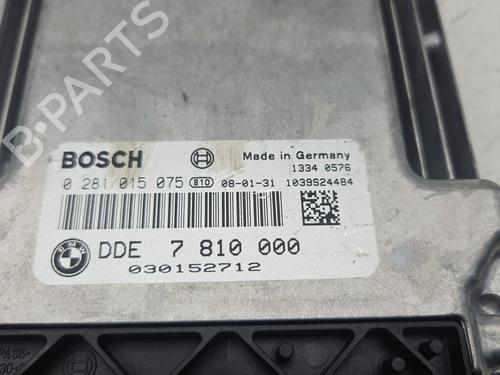 B-PARTS
BOSCH Made in Germany
1334 0576
0 281 015 075 810 08-01-31 1039S24484
BMW DDE 7 810 000
030152712